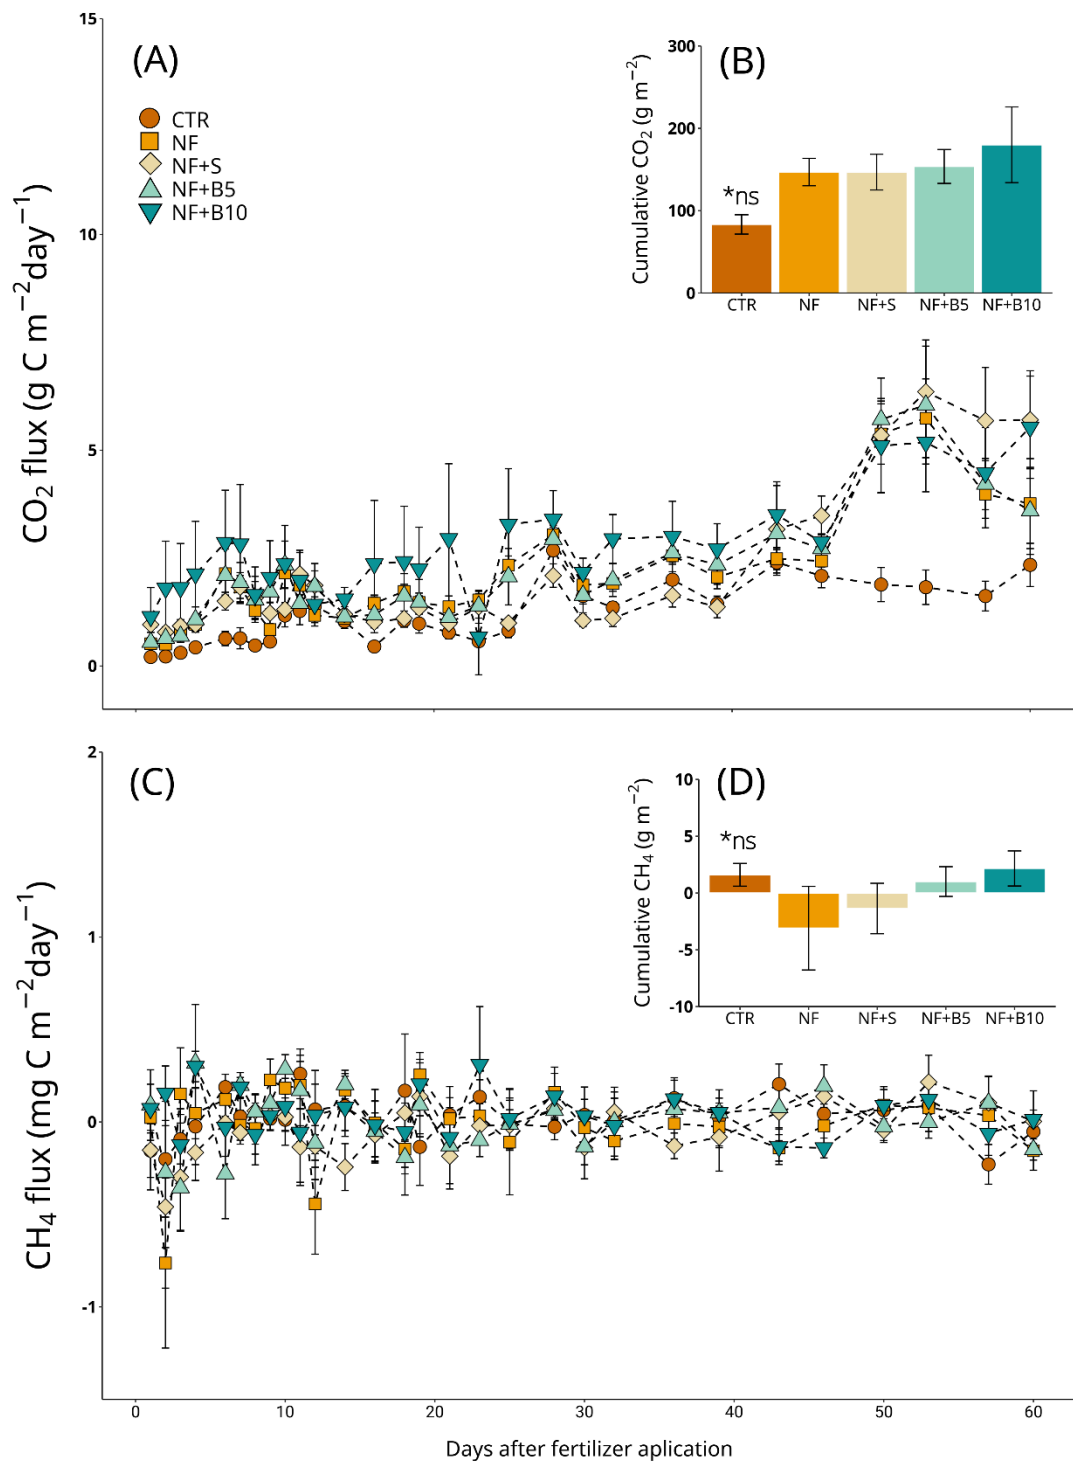 15
10
5
0
CO₂ flux (g C m⁻²day⁻¹)
(A)
CTR
NF
NF+S
NF+B5
NF+B10
(B)
300
200
100
0
Cumulative CO₂ (g m⁻²)
*ns
CTR NF NF+S NF+B5 NF+B10
2
1
0
-1
CH₄ flux (mg C m⁻²day⁻¹)
(C)
(D)
10
5
0
-5
-10
Cumulative CH₄ (g m⁻²)
*ns
CTR NF NF+S NF+B5 NF+B10
0 10 20 30 40 50 60
Days after fertilizer aplication